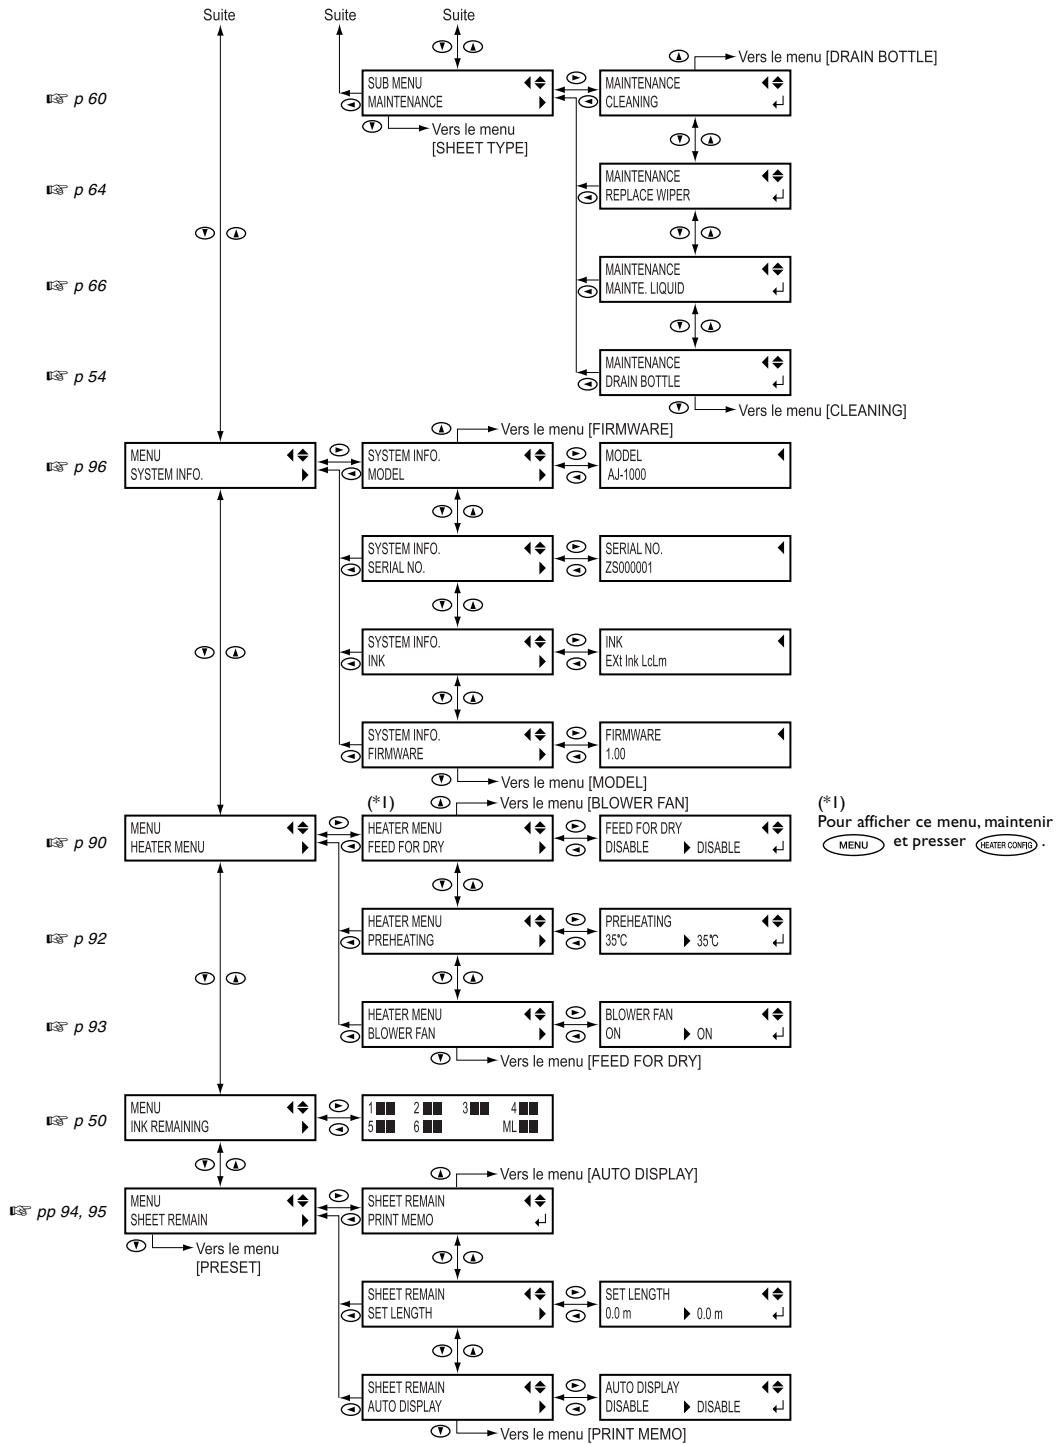 Suite
Suite
Suite
Vers le menu [DRAIN BOTTLE]
p 60
SUB MENU
MAINTENANCE
MAINTENANCE
CLEANING
Vers le menu
[SHEET TYPE]
p 64
MAINTENANCE
REPLACE WIPER
p 66
MAINTENANCE
MAINTE. LIQUID
p 54
MAINTENANCE
DRAIN BOTTLE
Vers le menu [CLEANING]
Vers le menu [FIRMWARE]
p 96
MENU
SYSTEM INFO.
SYSTEM INFO.
MODEL
MODEL
AJ-1000
SYSTEM INFO.
SERIAL NO.
SERIAL NO.
ZS000001
SYSTEM INFO.
INK
INK
EXt Ink LcLm
SYSTEM INFO.
FIRMWARE
FIRMWARE
1.00
Vers le menu [MODEL]
(*1)
Vers le menu [BLOWER FAN]
p 90
MENU
HEATER MENU
HEATER MENU
FEED FOR DRY
FEED FOR DRY
DISABLE DISABLE
(*1)
Pour afficher ce menu, maintenir
MENU et presser HEATER CONFIG .
p 92
HEATER MENU
PREHEATING
PREHEATING
35°C 35°C
p 93
HEATER MENU
BLOWER FAN
BLOWER FAN
ON ON
Vers le menu [FEED FOR DRY]
p 50
MENU
INK REMAINING
1 2 3 4
5 6 ML
Vers le menu [AUTO DISPLAY]
pp 94, 95
MENU
SHEET REMAIN
SHEET REMAIN
PRINT MEMO
Vers le menu
[PRESET]
SHEET REMAIN
SET LENGTH
SET LENGTH
0.0 m 0.0 m
SHEET REMAIN
AUTO DISPLAY
AUTO DISPLAY
DISABLE DISABLE
Vers le menu [PRINT MEMO]